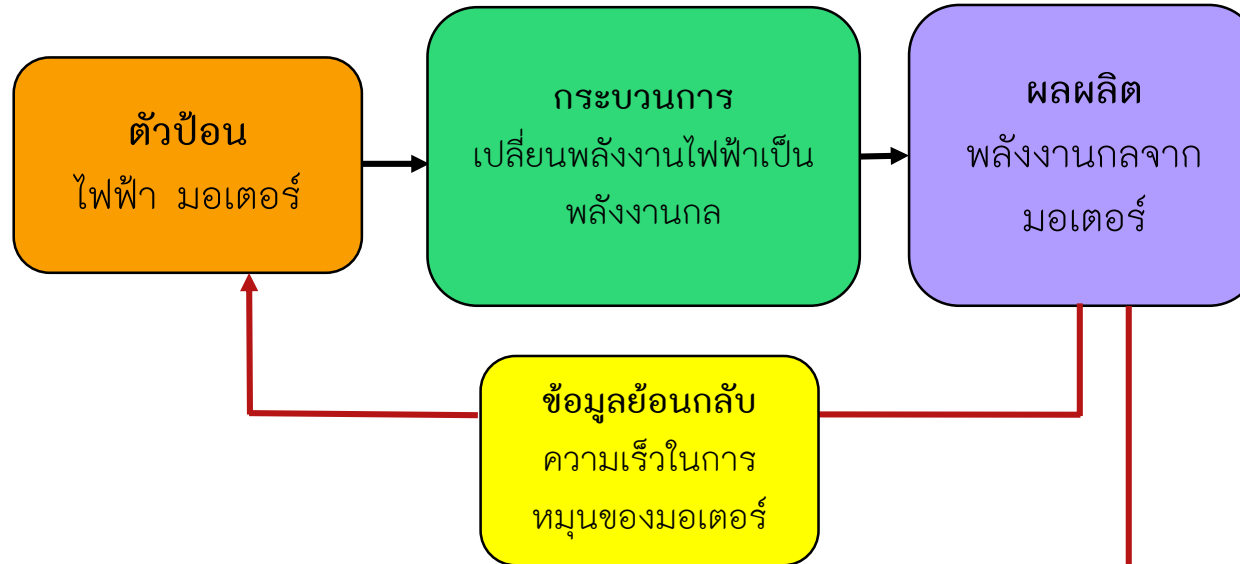 ตัวป้อน
ไฟฟ้า มอเตอร์
กระบวนการ
เปลี่ยนพลังงานไฟฟ้าเป็น
พลังงานกล
ผลผลิต
พลังงานกลจาก
มอเตอร์
ข้อมูลย้อนกลับ
ความเร็วในการ
หมุนของมอเตอร์